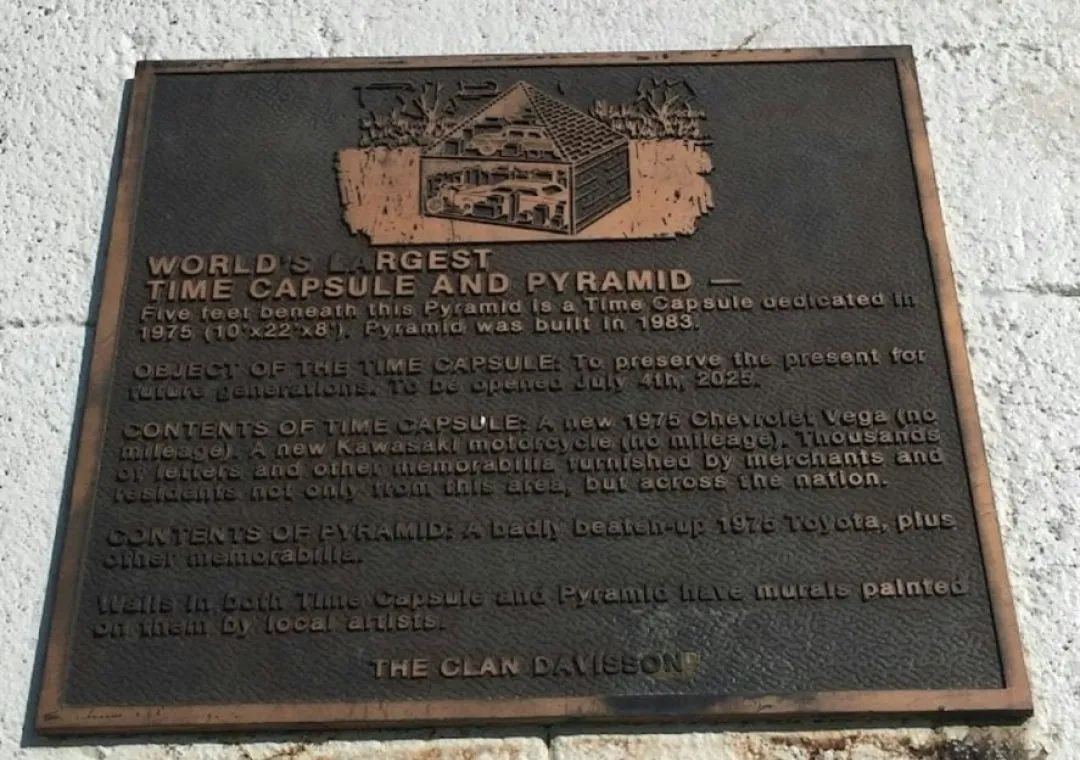 WORLD'S LARGEST
TIME CAPSULE AND PYRAMID —
Five feet beneath this Pyramid is a Time Capsule dedicated in
1975 (10'x22'x8'). Pyramid was built in 1983.
OBJECT OF THE TIME CAPSULE: To preserve the present for
future generations. To be opened July 4th, 2025.
CONTENTS OF TIME CAPSULE: A new 1975 Chevrolet Vega (no
mileage). A new Kawasaki motorcycle (no mileage). Thousands
of letters and other memorabilia furnished by merchants and
residents not only from this area, but across the nation.
CONTENTS OF PYRAMID: A badly beaten-up 1975 Toyota, plus
other memorabilia.
Walls in both Time Capsule and Pyramid have murals painted
on them by local artists.
THE CLAN DAVISSON